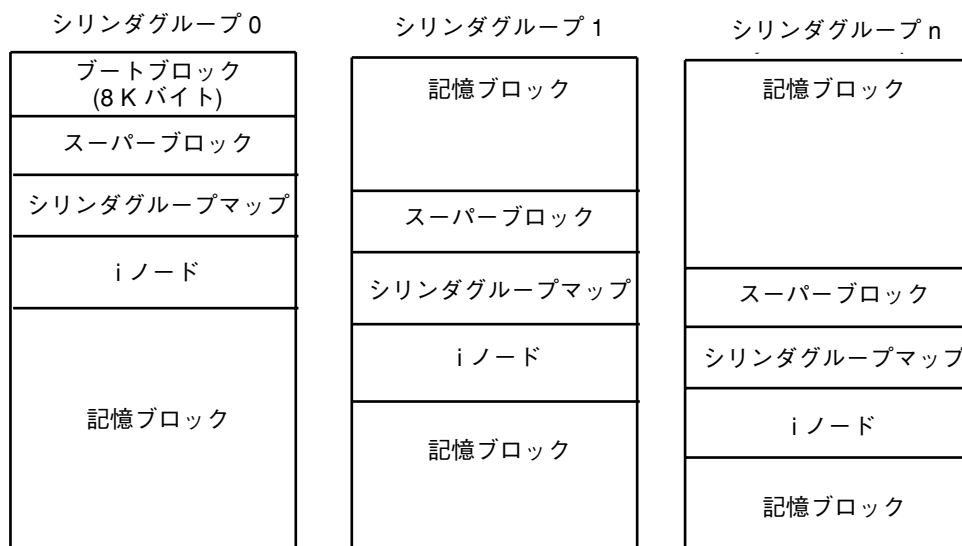 シリンダグループ 0
ブートブロック
(8 K バイト)
スーパーブロック
シリンダグループマップ
i ノード
記憶ブロック
シリンダグループ 1
記憶ブロック
スーパーブロック
シリンダグループマップ
i ノード
記憶ブロック
シリンダグループ n
記憶ブロック
スーパーブロック
シリンダグループマップ
i ノード
記憶ブロック